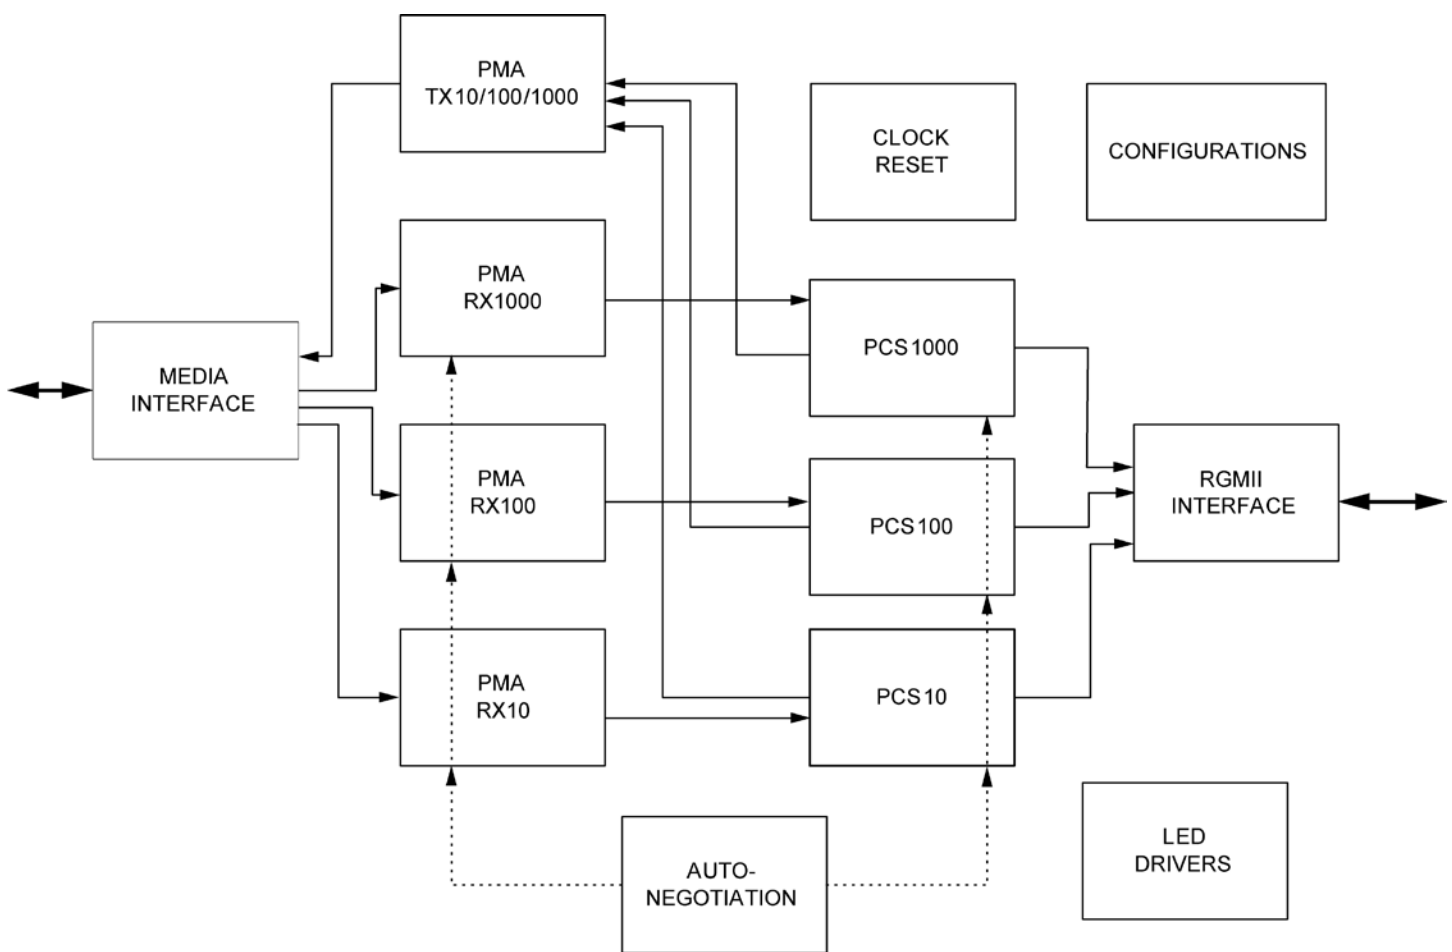 PMA
TX10/100/1000
CLOCK
RESET
CONFIGURATIONS
PMA
RX1000
PCS1000
MEDIA
INTERFACE
PMA
RX100
PCS100
RGMII
INTERFACE
PMA
RX10
PCS10
AUTO-
NEGOTIATION
LED
DRIVERS